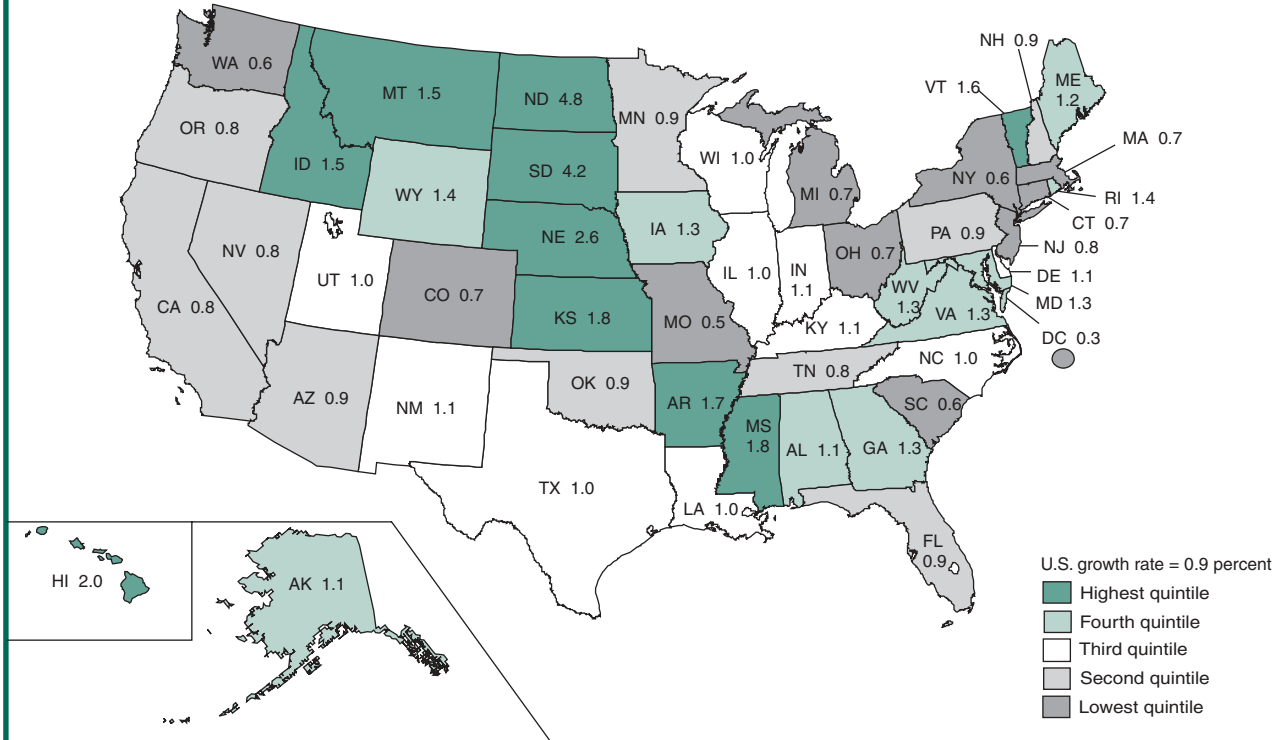 NH 0.9
WA 0.6
ME
1.2
MT 1.5
VT 1.6
ND 4.8
MN 0.9
OR 0.8
MA 0.7
WI 1.0
ID 1.5
SD 4.2
NY 0.6
MI 0.7
WY 1.4
RI 1.4
CT 0.7
IA 1.3
PA 0.9
NE 2.6
NJ 0.8
NV 0.8
OH 0.7
UT 1.0
IL 1.0
IN
1.1
DE 1.1
WV
1.3
CO 0.7
MD 1.3
CA 0.8
VA 1.3
KS 1.8
MO 0.5
KY 1.1
DC 0.3
NC 1.0
TN 0.8
OK 0.9
AZ 0.9
NM 1.1
AR 1.7
SC 0.6
MS
1.8
AL 1.1
GA 1.3
TX 1.0
LA 1.0
FL
0.9
HI 2.0
AK 1.1
U.S. growth rate = 0.9 percent
Highest quintile
Fourth quintile
Third quintile
Second quintile
Lowest quintile